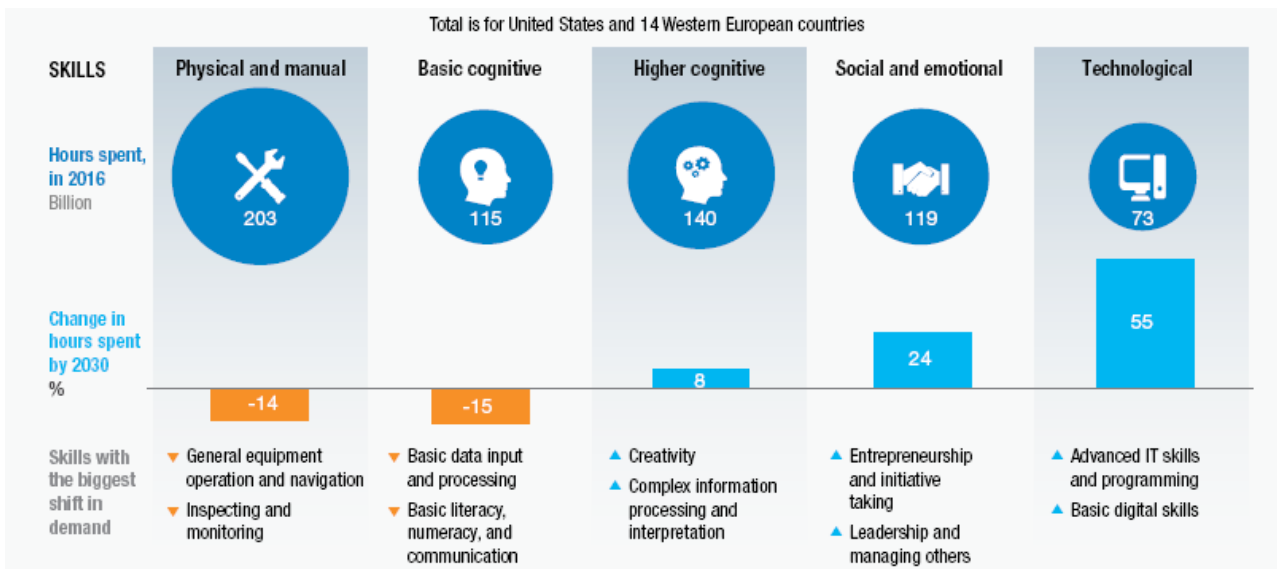 Total is for United States and 14 Western European countries
SKILLS
Physical and manual
Basic cognitive
Higher cognitive
Social and emotional
Technological
Hours spent,
in 2016
Billion
203
115
140
119
73
Change in
hours spent
by 2030
%
-14
-15
8
24
55
Skills with
the biggest
shift in
demand
General equipment
operation and navigation
Inspecting and
monitoring
Basic data input
and processing
Basic literacy,
numeracy, and
communication
Creativity
Complex information
processing and
interpretation
Entrepreneurship
and initiative
taking
Leadership and
managing others
Advanced IT skills
and programming
Basic digital skills